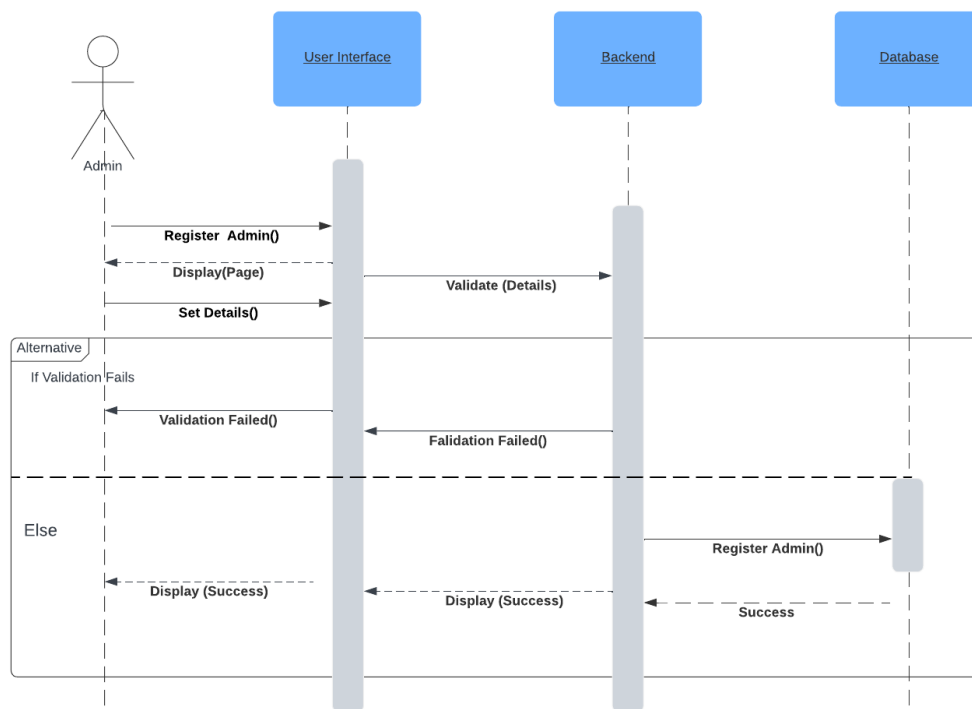 User Interface
Backend
Database
Admin
Register Admin()
Display(Page)
Validate (Details)
Set Details()
Alternative
If Validation Fails
Validation Failed()
Falidation Failed()
Else
Register Admin()
Display (Success)
Display (Success)
Success